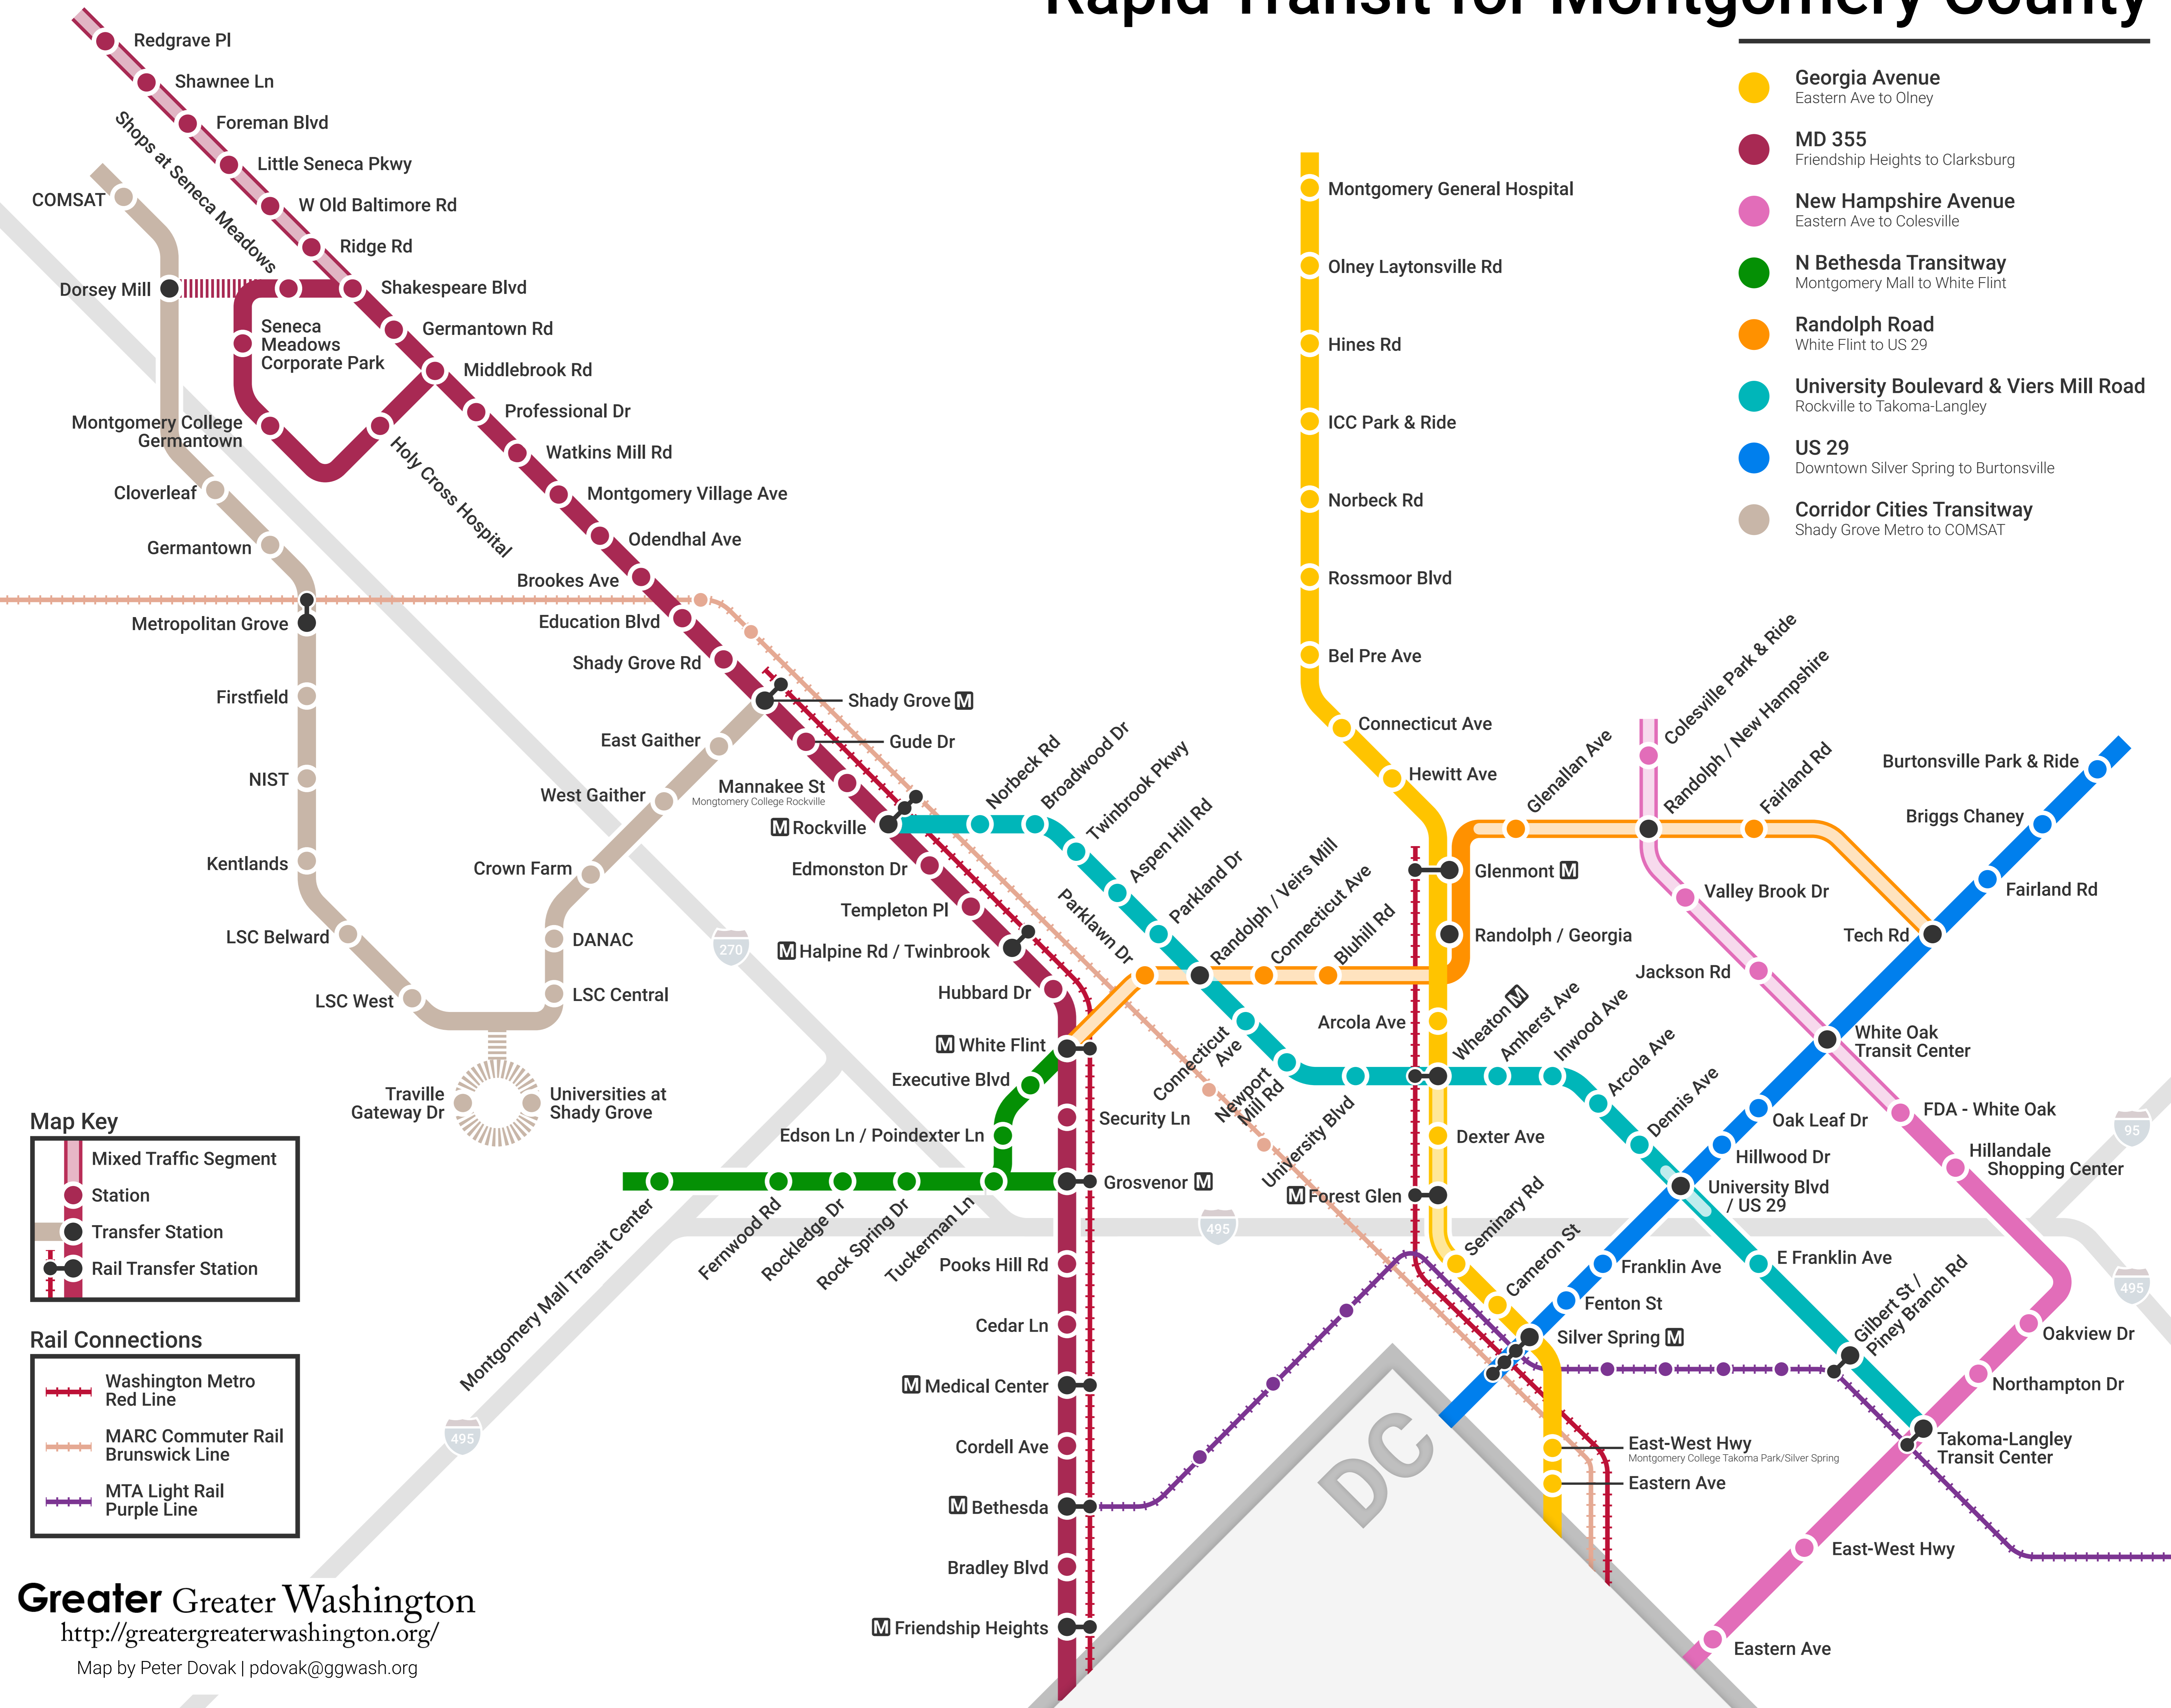 Rapid Transit for Montgomery County
Georgia Avenue
Eastern Ave to Olney
MD 355
Friendship Heights to Clarksburg
New Hampshire Avenue
Eastern Ave to Colesville
N Bethesda Transitway
Montgomery Mall to White Flint
Randolph Road
White Flint to US 29
University Boulevard & Viers Mill Road
Rockville to Takoma-Langley
US 29
Downtown Silver Spring to Burtonsville
Corridor Cities Transitway
Shady Grove Metro to COMSAT
Redgrave Pl
Shawnee Ln
Foreman Blvd
Little Seneca Pkwy
W Old Baltimore Rd
Ridge Rd
Shakespeare Blvd
Germantown Rd
Middlebrook Rd
Professional Dr
Watkins Mill Rd
Montgomery Village Ave
Odendhal Ave
Brookes Ave
Education Blvd
Shady Grove Rd
Shady Grove M
Gude Dr
Mannakee St
Mongtomery College Rockville
M Rockville
Edmonston Dr
Templeton Pl
M Halpine Rd / Twinbrook
Hubbard Dr
M White Flint
Security Ln
Grosvenor M
Pooks Hill Rd
Cedar Ln
M Medical Center
Cordell Ave
M Bethesda
Bradley Blvd
M Friendship Heights
Shops at Seneca Meadows
Seneca
Meadows
Corporate Park
Montgomery College
Germantown
Holy Cross Hospital
COMSAT
Dorsey Mill
Cloverleaf
Germantown
Metropolitan Grove
Firstfield
NIST
Kentlands
LSC Belward
LSC West
Traville
Gateway Dr
Universities at
Shady Grove
LSC Central
DANAC
Crown Farm
West Gaither
East Gaither
Executive Blvd
Edson Ln / Poindexter Ln
Montgomery Mall Transit Center
Fernwood Rd
Rockledge Dr
Rock Spring Dr
Tuckerman Ln
Norbeck Rd
Broadwood Dr
Twinbrook Pkwy
Aspen Hill Rd
Parkland Dr
Randolph / Veirs Mill
Connecticut
Ave
Newport
Mill Rd
University Blvd
Wheaton M
Amherst Ave
Inwood Ave
Arcola Ave
Dennis Ave
University Blvd
/ US 29
E Franklin Ave
Gilbert St /
Piney Branch Rd
Takoma-Langley
Transit Center
Parklawn Dr
Connecticut Ave
Bluhill Rd
Glenallan Ave
Randolph / New Hampshire
Fairland Rd
Tech Rd
Montgomery General Hospital
Olney Laytonsville Rd
Hines Rd
ICC Park & Ride
Norbeck Rd
Rossmoor Blvd
Bel Pre Ave
Connecticut Ave
Hewitt Ave
Glenmont M
Randolph / Georgia
Arcola Ave
Dexter Ave
M Forest Glen
Seminary Rd
Cameron St
Silver Spring M
East-West Hwy
Montgomery College Takoma Park/Silver Spring
Eastern Ave
Colesville Park & Ride
Valley Brook Dr
Jackson Rd
White Oak
Transit Center
FDA - White Oak
Hillandale
Shopping Center
Oakview Dr
Northampton Dr
East-West Hwy
Eastern Ave
Burtonsville Park & Ride
Briggs Chaney
Fairland Rd
Oak Leaf Dr
Hillwood Dr
Franklin Ave
Fenton St
270
495
495
95
495
DC
Map Key
Mixed Traffic Segment
Station
Transfer Station
Rail Transfer Station
Rail Connections
Washington Metro
Red Line
MARC Commuter Rail
Brunswick Line
MTA Light Rail
Purple Line
Greater Greater Washington
http://greatergreaterwashington.org/
Map by Peter Dovak | pdovak@ggwash.org